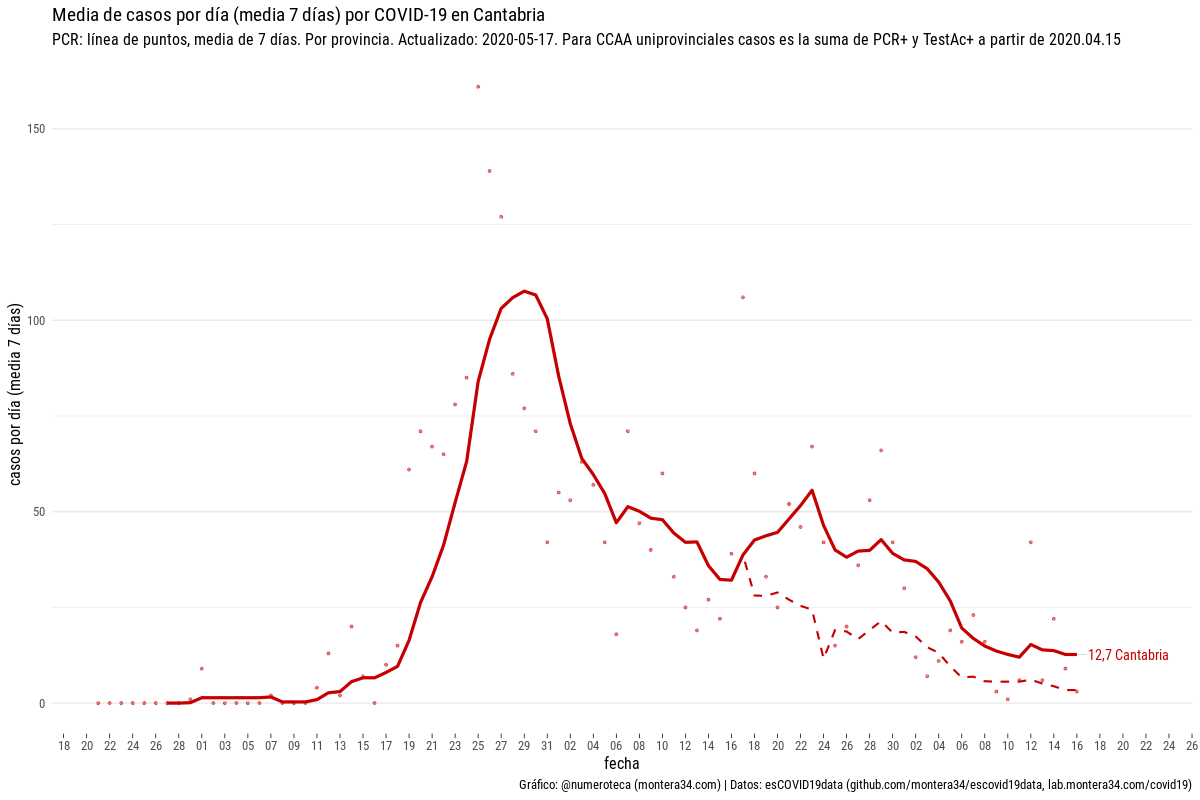 Media de casos por día (media 7 días) por COVID-19 en Cantabria
PCR: línea de puntos, media de 7 días. Por provincia. Actualizado: 2020-05-17. Para CCAA uniprovinciales casos es la suma de PCR+ y TestAc+ a partir de 2020.04.15
casos por día (media 7 días)
150
100
50
0
12,7 Cantabria
18 20 22 24 26 28 01 03 05 07 09 11 13 15 17 19 21 23 25 27 29 31 02 04 06 08 10 12 14 16 18 20 22 24 26 28 30 02 04 06 08 10 12 14 16 18 20 22 24 26
fecha
Gráfico: @numeroteca (montera34.com) | Datos: esCOVID19data (github.com/montera34/escovid19data, lab.montera34.com/covid19)